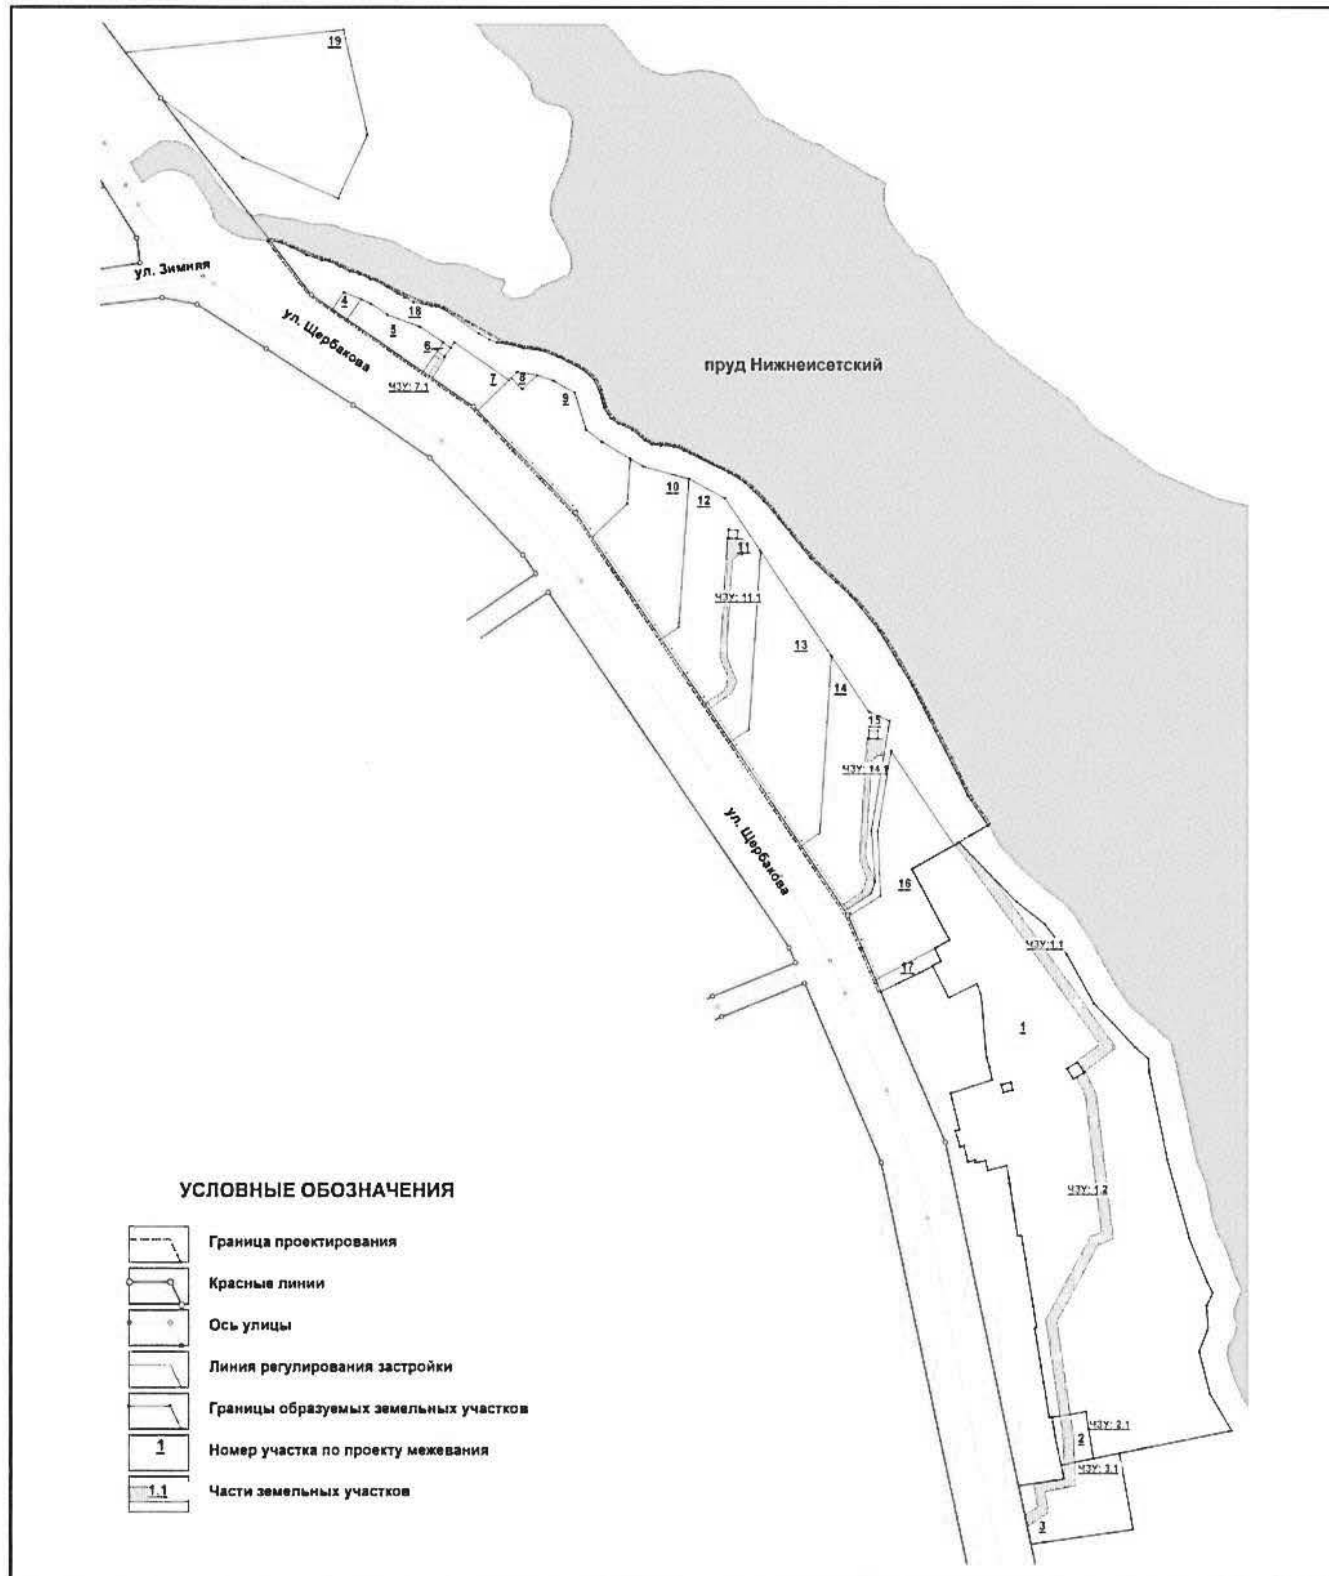 19
ул. Зимняя
ул. Щербакова
4
18
5
6
7
8
ЧЗУ: 7.1
9
пруд Нижнеисетский
10
12
11
ЧЗУ: 11.1
13
14
15
ЧЗУ: 14.1
ул. Щербакова
16
17
ЧЗУ:1.1
1
ЧЗУ: 1.2
ЧЗУ: 2.1
2
ЧЗУ: 3.1
3
УСЛОВНЫЕ ОБОЗНАЧЕНИЯ
Граница проектирования
Красные линии
Ось улицы
Линия регулирования застройки
Границы образуемых земельных участков
1 Номер участка по проекту межевания
1.1 Части земельных участков